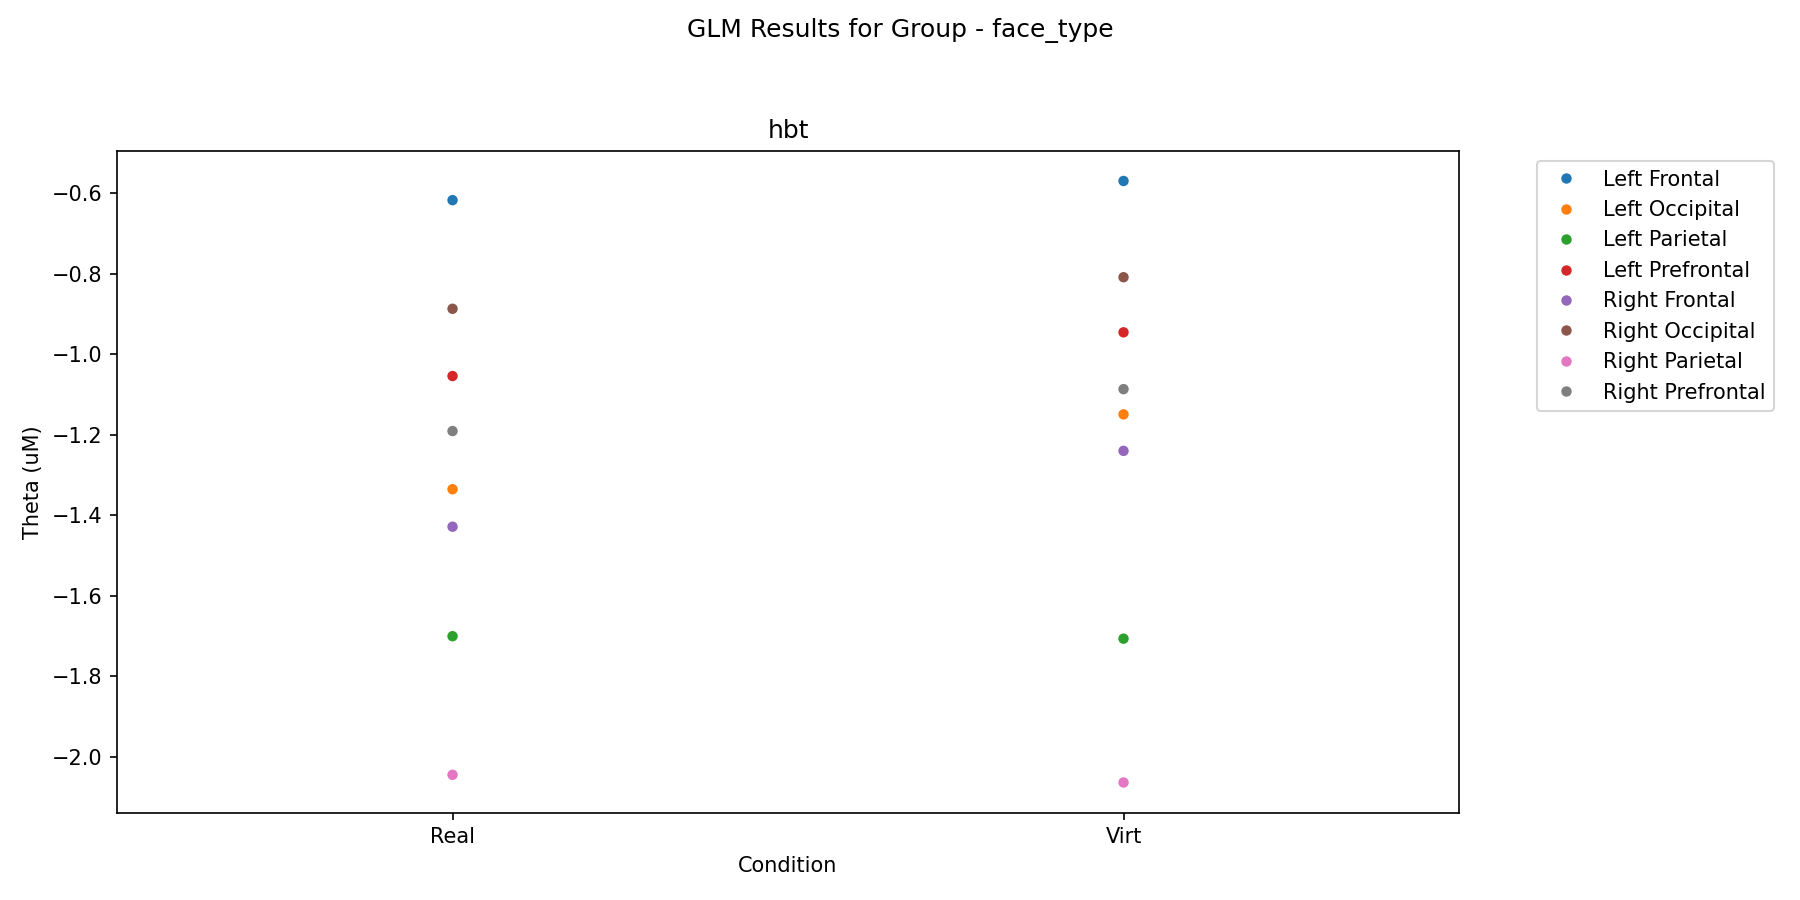 GLM Results for Group - face_type
hbt
−0.6
−0.8
−1.0
−1.2
−1.4
−1.6
−1.8
−2.0
Theta (uM)
Real
Virt
Condition
Left Frontal
Left Occipital
Left Parietal
Left Prefrontal
Right Frontal
Right Occipital
Right Parietal
Right Prefrontal